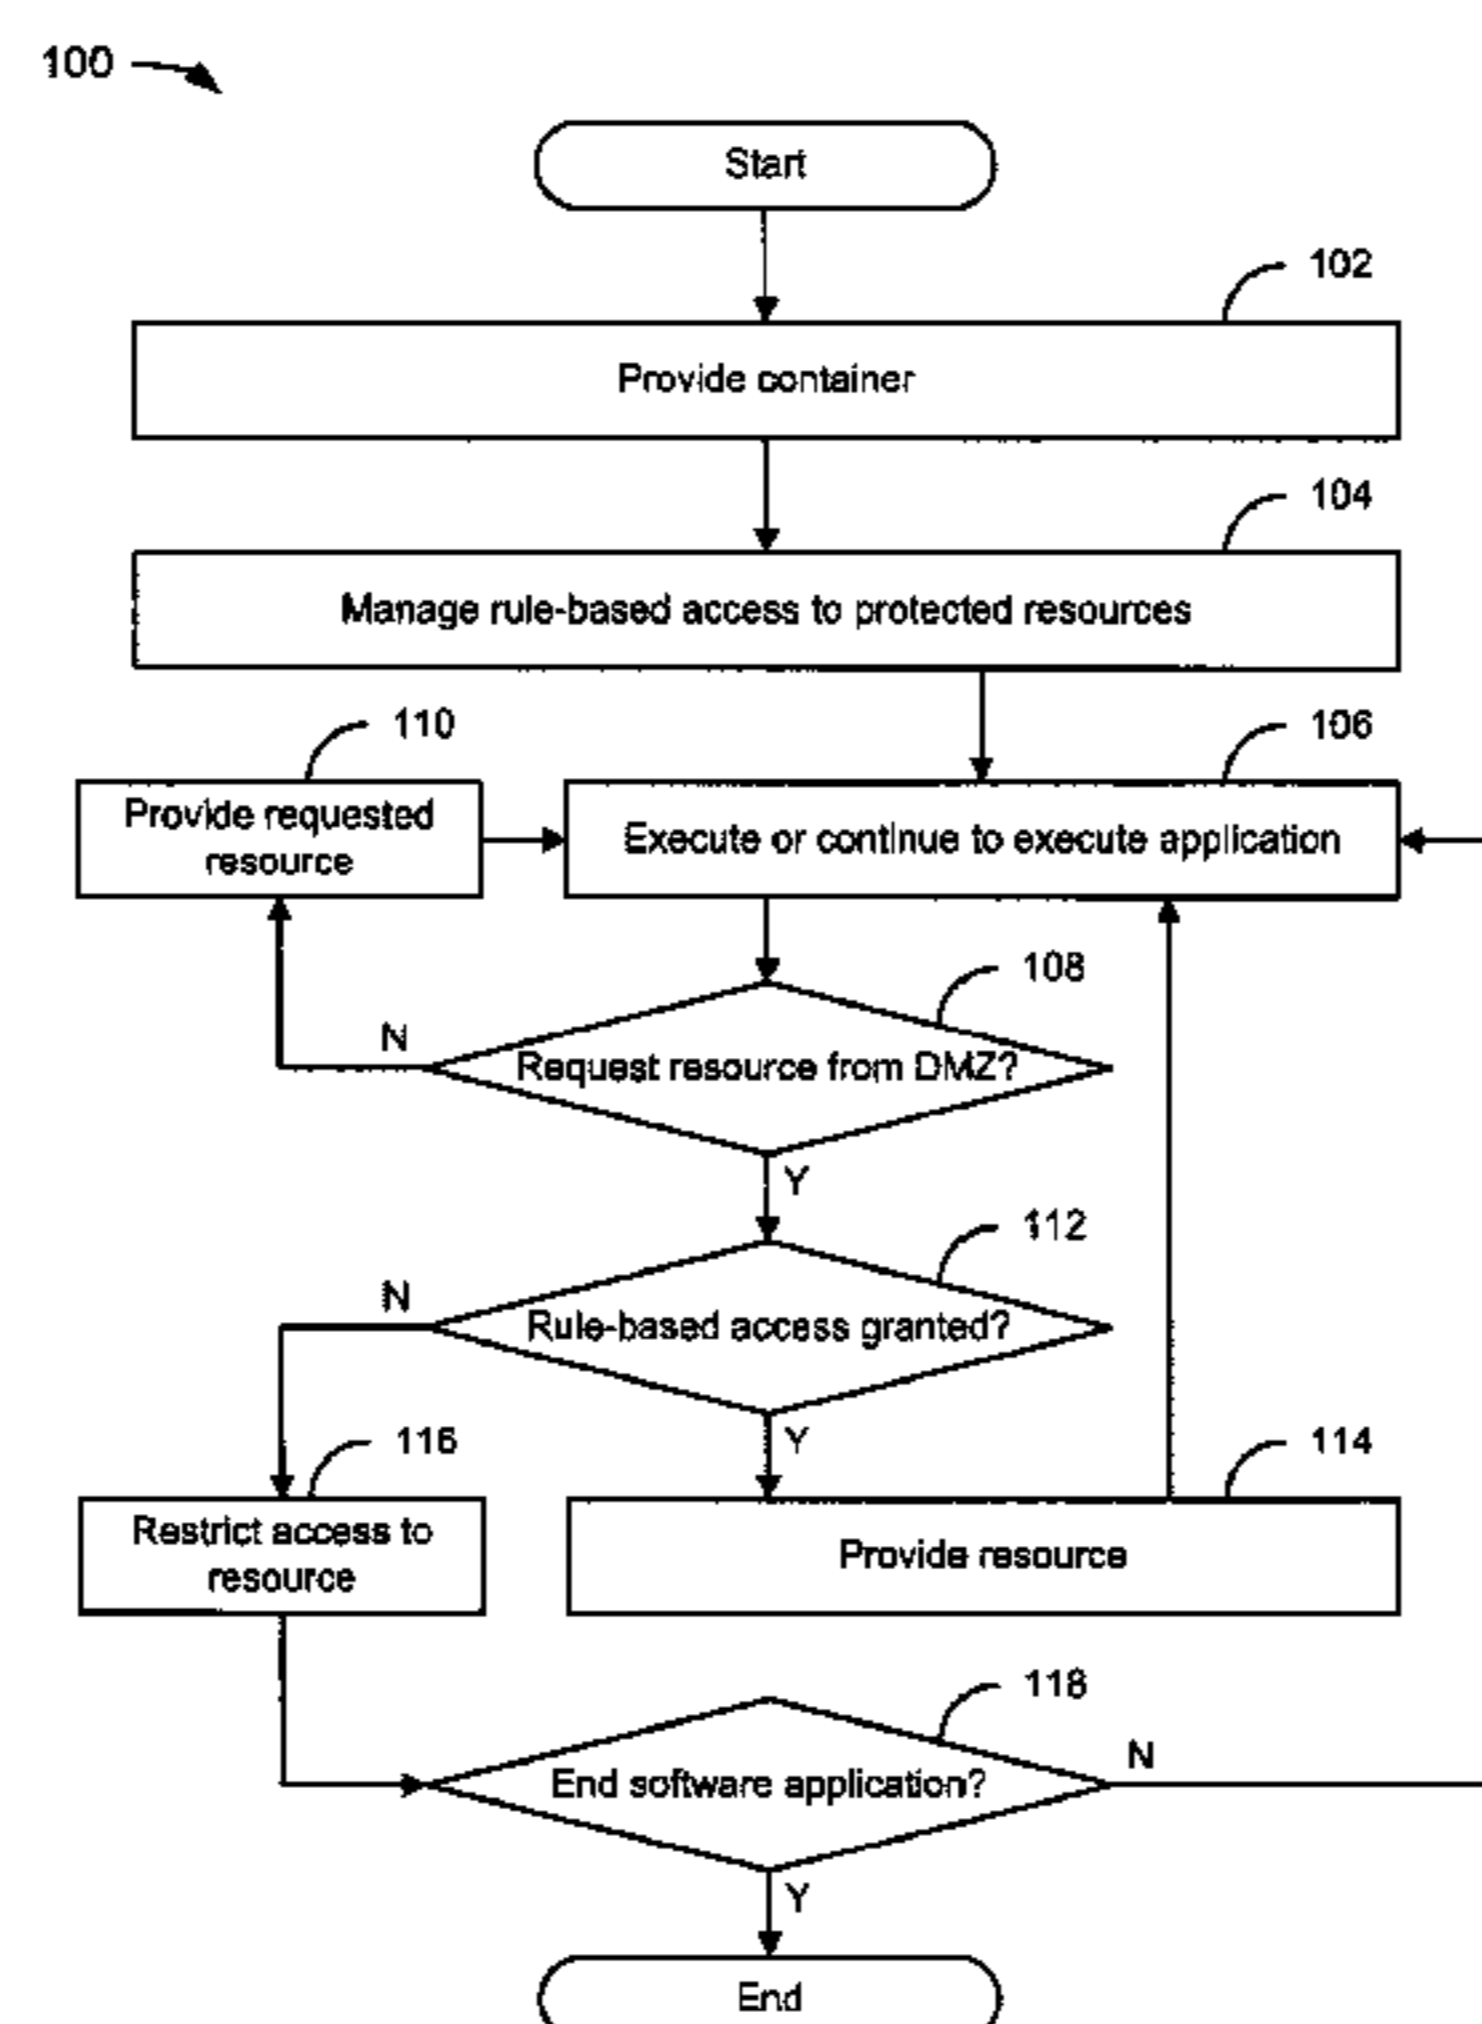 100
Start
102
Provide container
104
Manage rule-based access to protected resources
110
106
Provide requested
resource
Execute or continue to execute application
108
N
Request resource from DMZ?
Y
112
N
Rule-based access granted?
Y
116
114
Restrict access to
resource
Provide resource
118
N
End software application?
Y
End